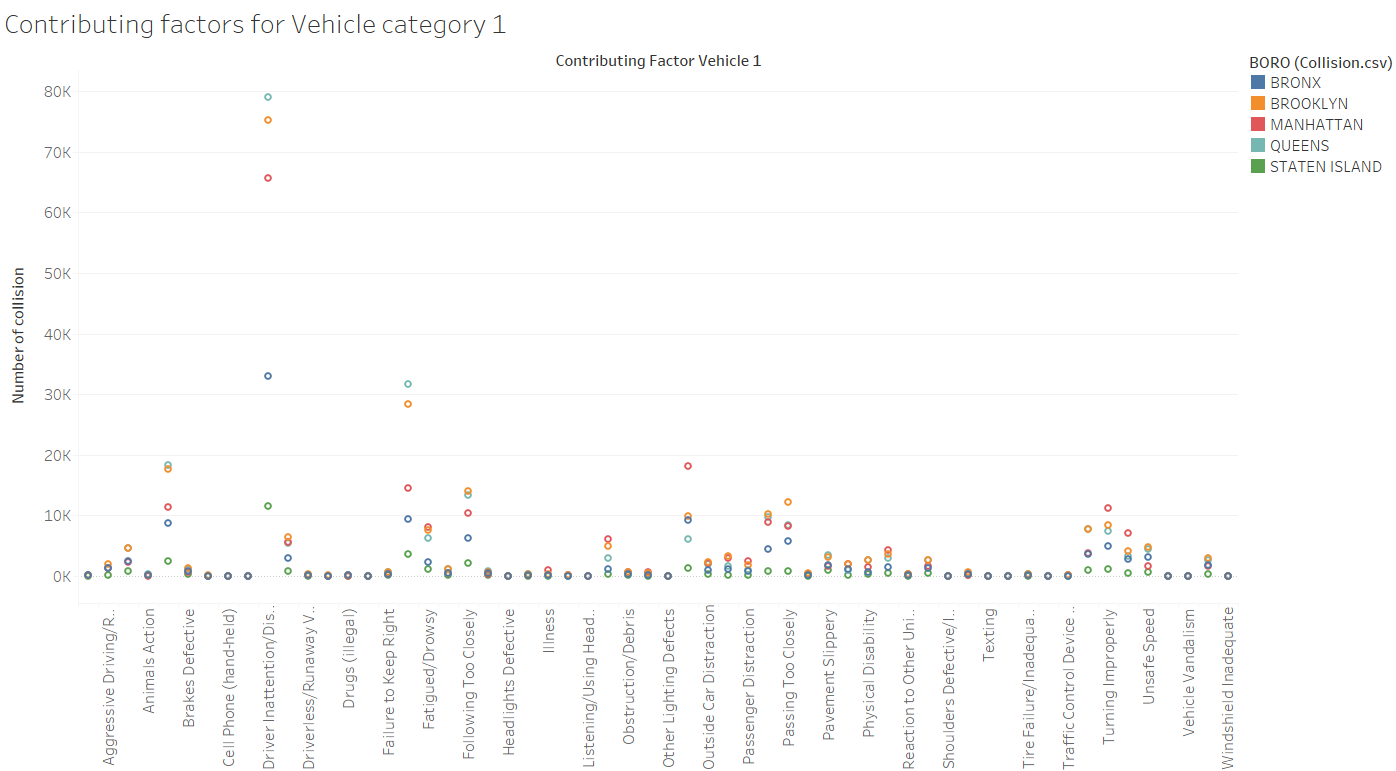 Contributing factors for Vehicle category 1
Contributing Factor Vehicle 1
BORO (Collision.csv)
BRONX
BROOKLYN
MANHATTAN
QUEENS
STATEN ISLAND
Number of collision
80K
70K
60K
50K
40K
30K
20K
10K
0K
Aggressive Driving/R..
Animals Action
Brakes Defective
Cell Phone (hand-held)
Driver Inattention/Dis..
Driverless/Runaway V..
Drugs (illegal)
Failure to Keep Right
Fatigued/Drowsy
Following Too Closely
Headlights Defective
Illness
Listening/Using Head..
Obstruction/Debris
Other Lighting Defects
Outside Car Distraction
Passenger Distraction
Passing Too Closely
Pavement Slippery
Physical Disability
Reaction to Other Uni..
Shoulders Defective/I..
Texting
Tire Failure/Inadequa..
Traffic Control Device..
Turning Improperly
Unsafe Speed
Vehicle Vandalism
Windshield Inadequate